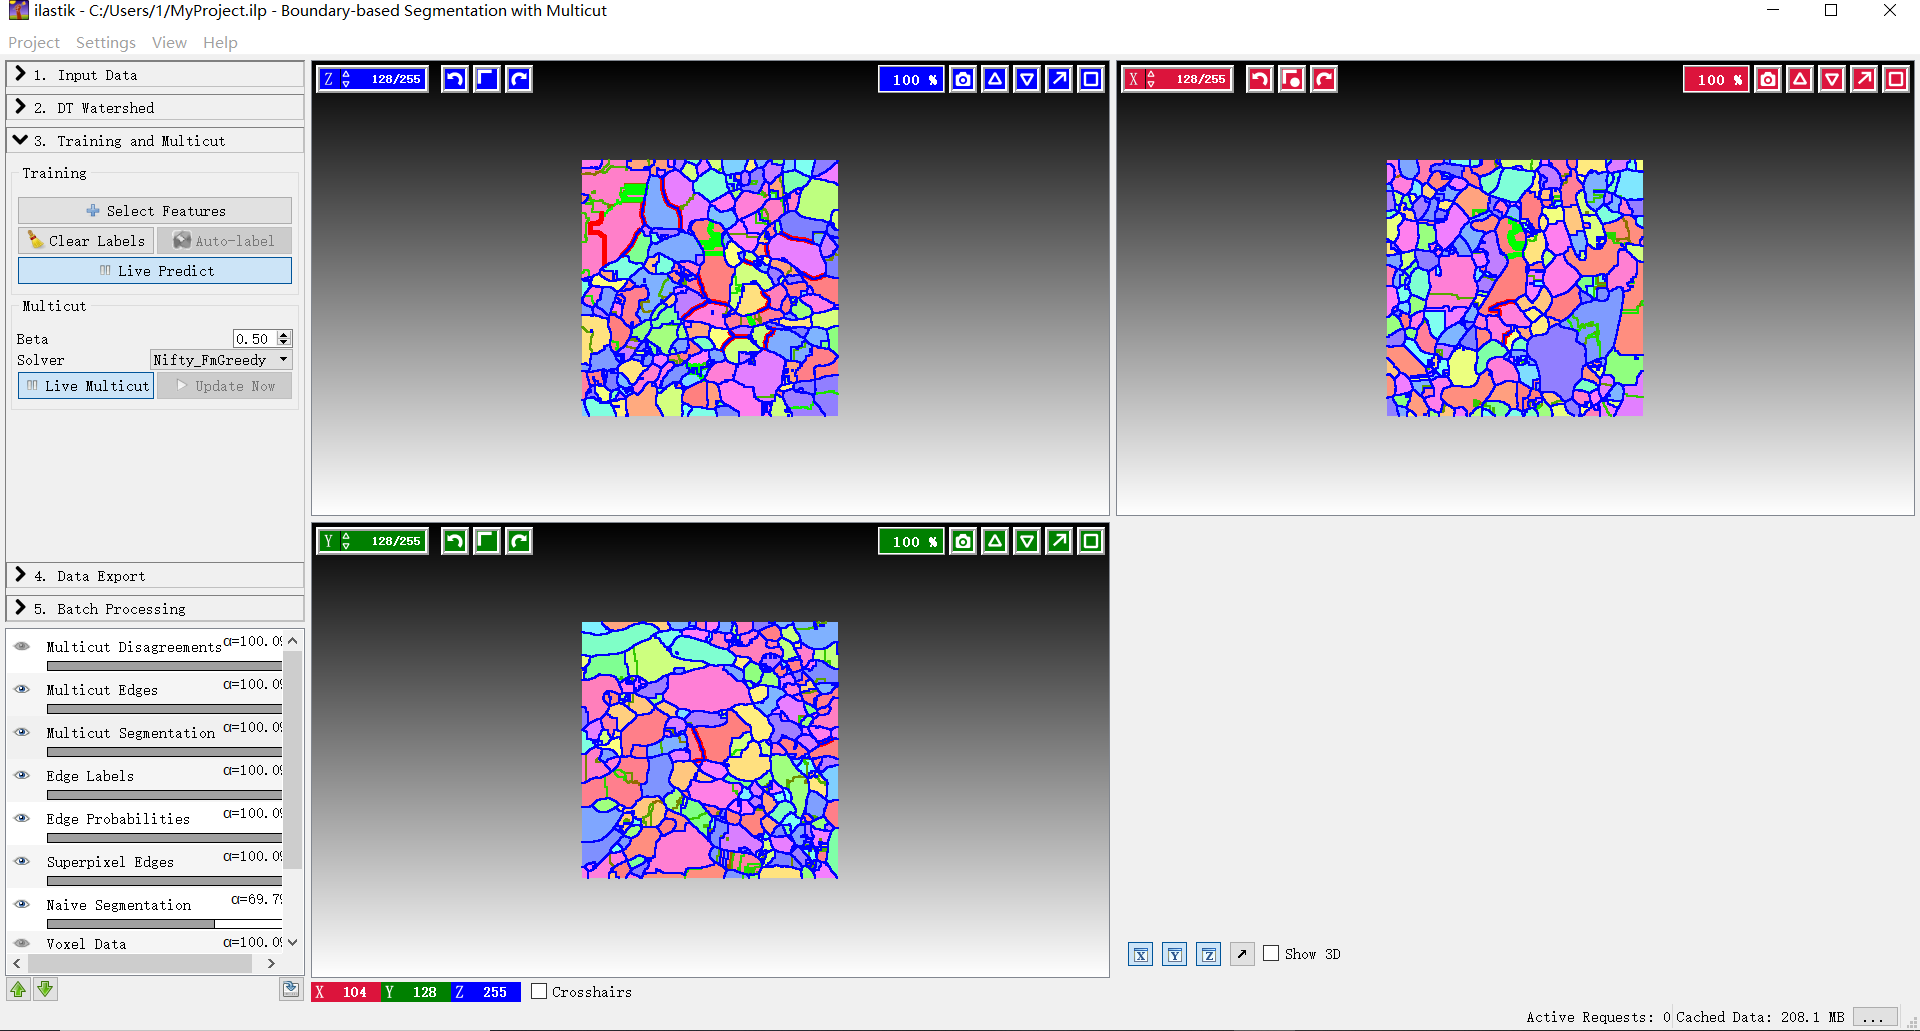 ilastik - C:/Users/1/MyProject.ilp - Boundary-based Segmentation with Multicut
Project Settings View Help
1. Input Data
2. DT Watershed
3. Training and Multicut
Training
Select Features
Clear Labels Auto-label
Live Predict
Multicut
Beta 0.50
Solver Nifty_FmGreedy
Live Multicut Update Now
4. Data Export
5. Batch Processing
Multicut Disagreements α=100.0%
Multicut Edges α=100.0%
Multicut Segmentation α=100.0%
Edge Labels α=100.0%
Edge Probabilities α=100.0%
Superpixel Edges α=100.0%
Naive Segmentation α=69.7%
Voxel Data α=100.0%
Z 128/255 100 %
X 128/255 100 %
Y 128/255 100 %
X Y Z Show 3D
X 104 Y 128 Z 255 Crosshairs
Active Requests: 0 Cached Data: 208.1 MB ...